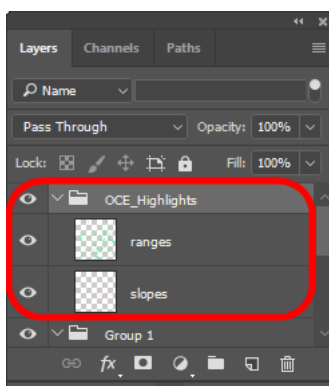 Layers Channels Paths
Name
Pass Through Opacity: 100%
Lock: Fill: 100%
OCE_Highlights
ranges
slopes
Group 1
fx